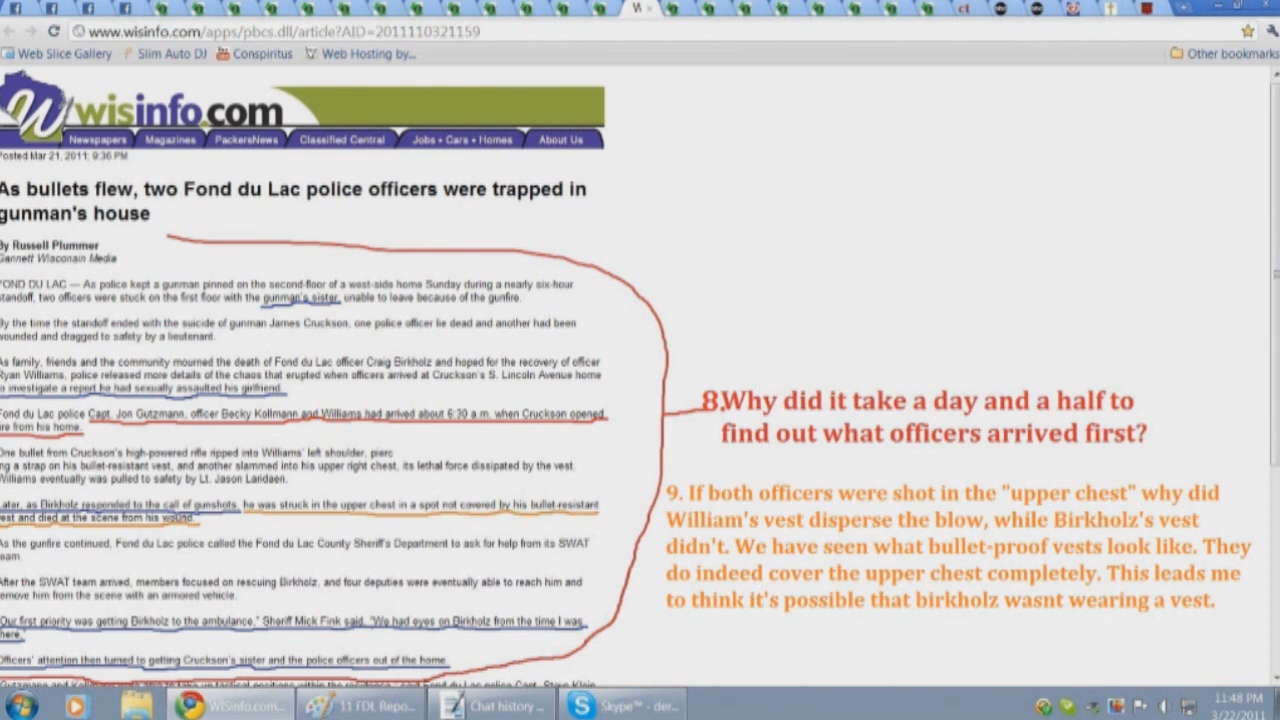 www.wisinfo.com/apps/pbcs.dll/article?AID=2011110321159
Web Slice Gallery Slim Auto DJ Conspiritus Web Hosting by... Other bookmarks
wisinfo.com
Newspapers Magazines PackersNews Classified Central Jobs • Cars • Homes About Us
Posted Mar 21, 2011; 9:36 PM
As bullets flew, two Fond du Lac police officers were trapped in
gunman's house
By Russell Plummer
Gannett Wisconsin Media
FOND DU LAC — As police kept a gunman pinned on the second-floor of a west-side home Sunday during a nearly six-hour
standoff, two officers were stuck on the first floor with the gunman's sister, unable to leave because of the gunfire.
By the time the standoff ended with the suicide of gunman James Cruckson, one police officer lie dead and another had been
wounded and dragged to safety by a lieutenant.
As family, friends and the community mourned the death of Fond du Lac officer Craig Birkholz and hoped for the recovery of officer
Ryan Williams, police released more details of the chaos that erupted when officers arrived at Cruckson's S. Lincoln Avenue home
to investigate a report he had sexually assaulted his girlfriend.
Fond du Lac police Capt. Jon Gutzmann, officer Becky Kollmann and Williams had arrived about 6:30 a.m. when Cruckson opened
fire from his home.
One bullet from Cruckson's high-powered rifle ripped into Williams' left shoulder, pierc
ng a strap on his bullet-resistant vest, and another slammed into his upper right chest, its lethal force dissipated by the vest.
Williams eventually was pulled to safety by Lt. Jason Landaen.
Later, as Birkholz responded to the call of gunshots, he was struck in the upper chest in a spot not covered by his bullet-resistant
vest and died at the scene from his wound.
As the gunfire continued, Fond du Lac police called the Fond du Lac County Sheriff's Department to ask for help from its SWAT
team.
After the SWAT team arrived, members focused on rescuing Birkholz, and four deputies were eventually able to reach him and
remove him from the scene with an armored vehicle.
"Our first priority was getting Birkholz to the ambulance," Sheriff Mick Fink said. "We had eyes on Birkholz from the time I was
here."
Officers' attention then turned to getting Cruckson's sister and the police officers out of the home.
8.Why did it take a day and a half to
find out what officers arrived first?
9. If both officers were shot in the "upper chest" why did
William's vest disperse the blow, while Birkholz's vest
didn't. We have seen what bullet-proof vests look like. They
do indeed cover the upper chest completely. This leads me
to think it's possible that birkholz wasnt wearing a vest.
WISinfo.com... 11 FDL Repo... Chat history ... Skype™ - der...
11:48 PM
3/22/2011